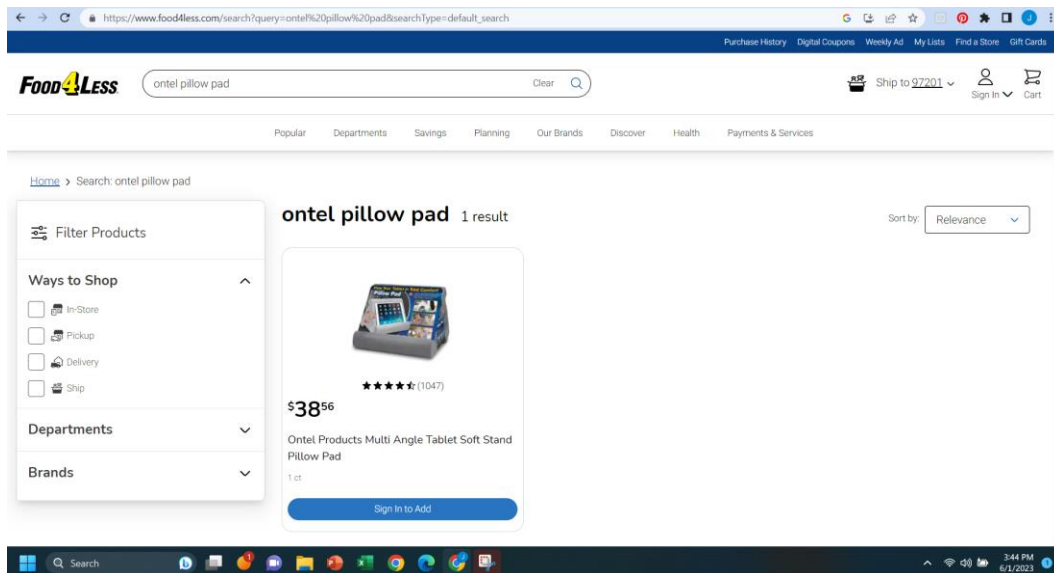 https://www.food4less.com/search?query=ontel%20pillow%20pad&searchType=default_search
Purchase History Digital Coupons Weekly Ad My Lists Find a Store Gift Cards
FOOD 4 LESS
ontel pillow pad Clear
Ship to 97201
Sign In
Cart
Popular Departments Savings Planning Our Brands Discover Health Payments & Services
Home > Search: ontel pillow pad
Filter Products
Ways to Shop
In-Store
Pickup
Delivery
Ship
Departments
Brands
ontel pillow pad 1 result
Sort by: Relevance
Pillow Pad
(1047)
$38 56
Ontel Products Multi Angle Tablet Soft Stand
Pillow Pad
1 ct
Sign In to Add
Search
3:44 PM
6/1/2023